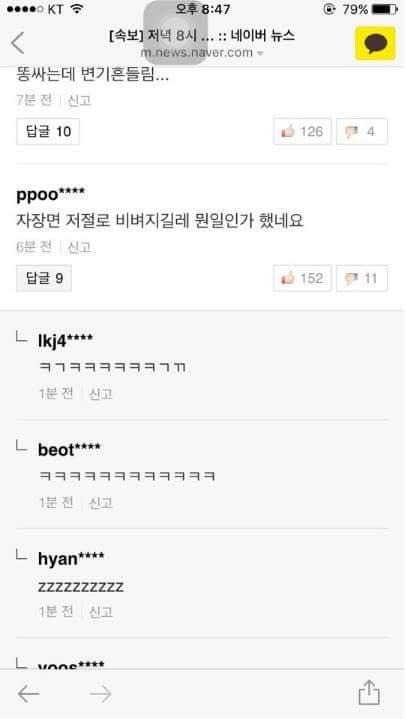 KT 오후 8:47 79%
[속보] 저녁 8시 ... :: 네이버 뉴스
m.news.naver.com
똥싸는데 변기흔들림...
7분 전 | 신고
답글 10 126 4
ppoo****
자장면 저절로 비벼지길레 뭔일인가 했네요
6분 전 | 신고
답글 9 152 11
lkj4****
ㅋㄱㅋㅋㅋㅋㅋㅋㄱㄲ
1분 전 | 신고
beot****
ㅋㅋㅋㅋㅋㅋㅋㅋㅋㅋㅋㅋ
1분 전 | 신고
hyan****
zzzzzzzzzz
1분 전 | 신고
yoos****